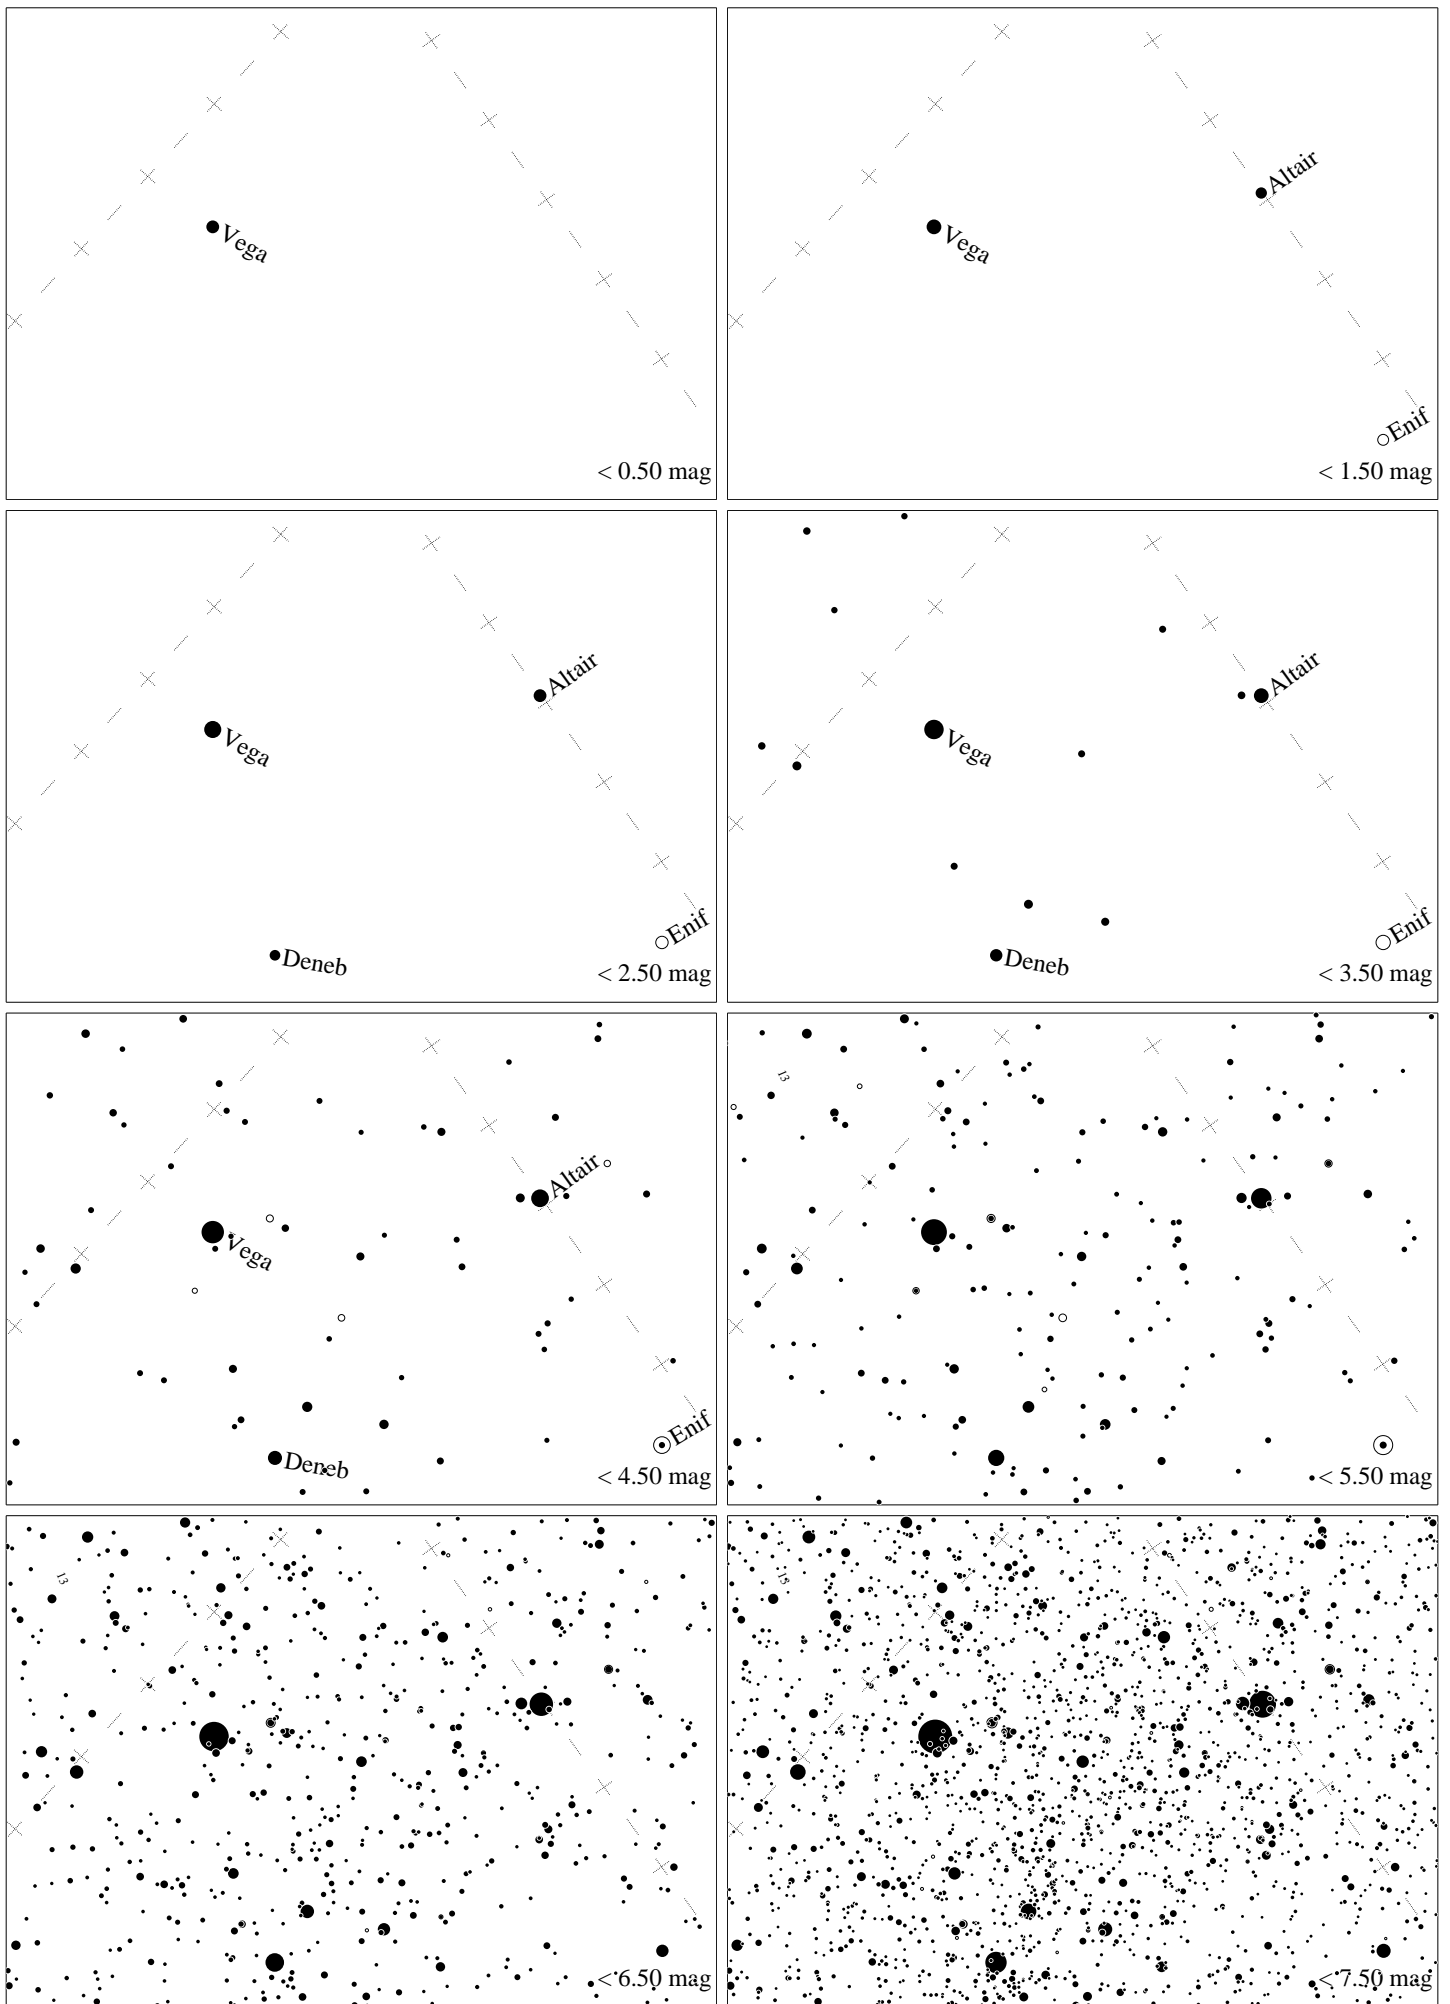 Vega
< 0.50 mag
Altair
Vega
Enif
< 1.50 mag
Altair
Vega
Enif
Deneb
< 2.50 mag
Altair
Vega
Enif
Deneb
< 3.50 mag
Altair
Vega
Enif
Deneb
< 4.50 mag
13
< 5.50 mag
13
< 6.50 mag
< 7.50 mag